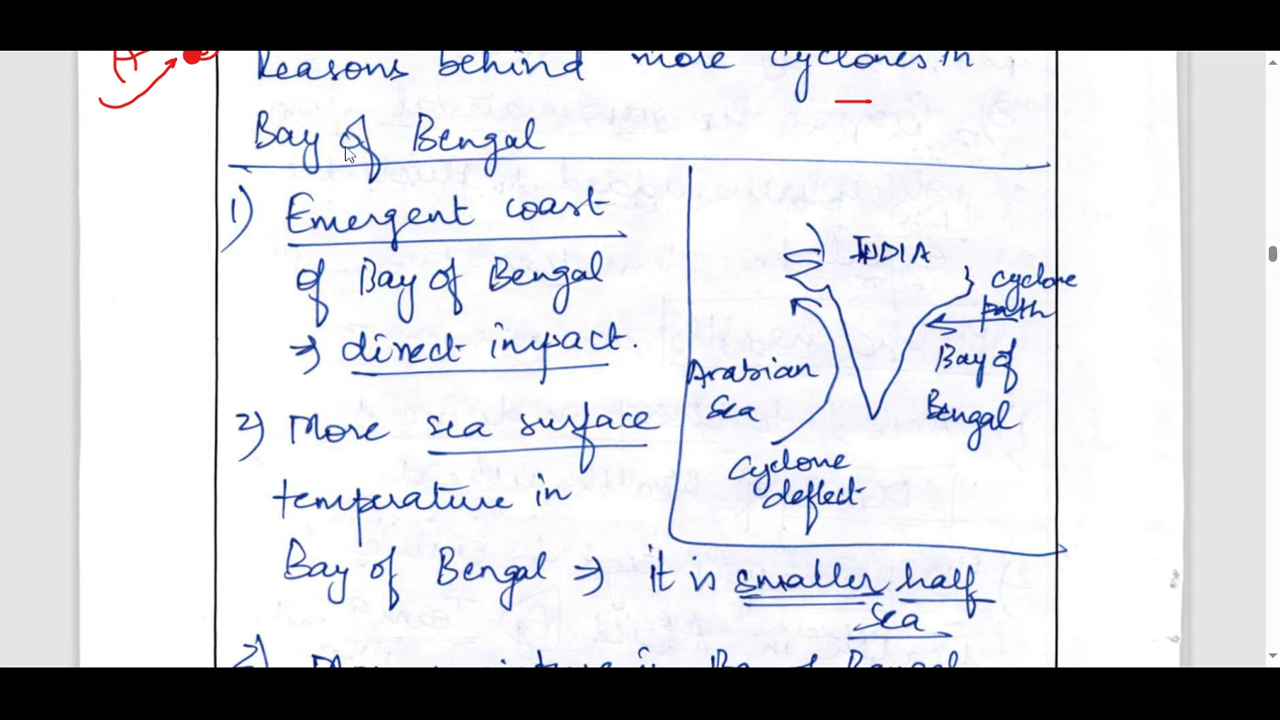 Reasons behind more cyclones in
Bay of Bengal
1) Emergent coast
of Bay of Bengal
→ direct impact.
2) More sea surface
temperature in
Bay of Bengal → it is smaller half
sea
INDIA
cyclone
path
Arabian
Sea
Bay of
Bengal
Cyclone
deflect